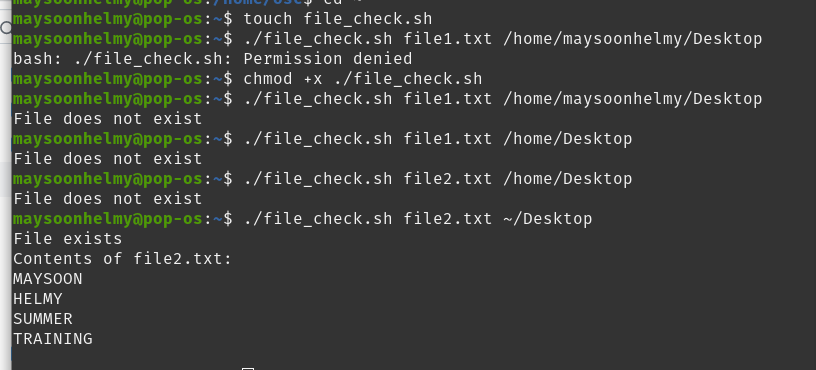 maysoonhelmy@pop-os:~$ touch file_check.sh
maysoonhelmy@pop-os:~$ ./file_check.sh file1.txt /home/maysoonhelmy/Desktop
bash: ./file_check.sh: Permission denied
maysoonhelmy@pop-os:~$ chmod +x ./file_check.sh
maysoonhelmy@pop-os:~$ ./file_check.sh file1.txt /home/maysoonhelmy/Desktop
File does not exist
maysoonhelmy@pop-os:~$ ./file_check.sh file1.txt /home/Desktop
File does not exist
maysoonhelmy@pop-os:~$ ./file_check.sh file2.txt /home/Desktop
File does not exist
maysoonhelmy@pop-os:~$ ./file_check.sh file2.txt ~/Desktop
File exists
Contents of file2.txt:
MAYSOON
HELMY
SUMMER
TRAINING